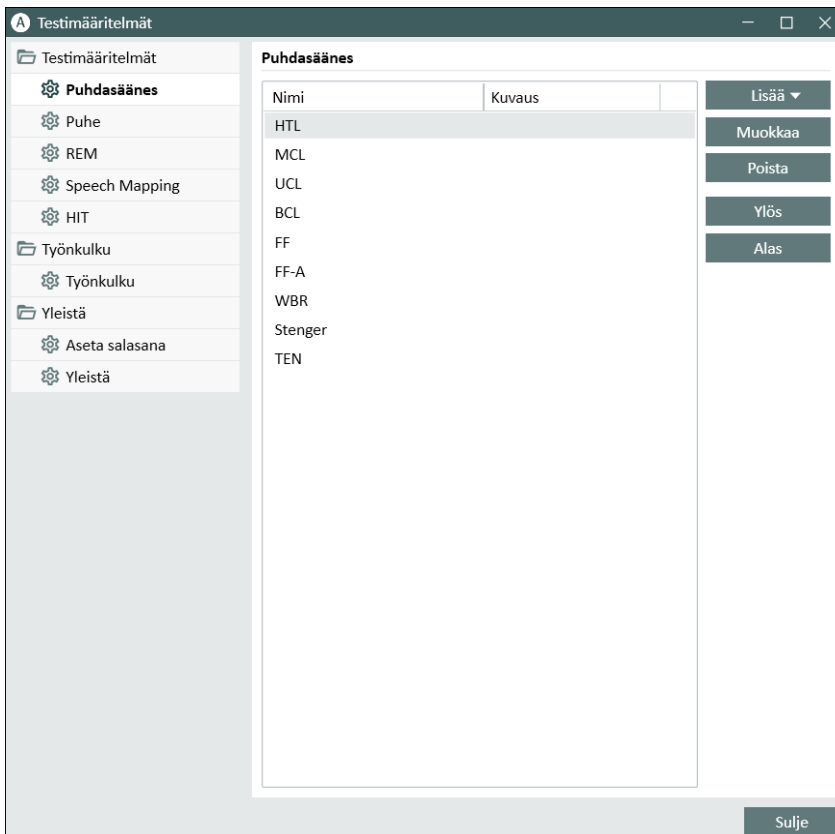 A Testimääritelmät
Testimääritelmät
Puhdasäänes
Puhe
REM
Speech Mapping
HIT
Työnkulku
Työnkulku
Yleistä
Aseta salasana
Yleistä
Puhdasäänes
Nimi Kuvaus
HTL
MCL
UCL
BCL
FF
FF-A
WBR
Stenger
TEN
Lisää
Muokkaa
Poista
Ylös
Alas
Sulje